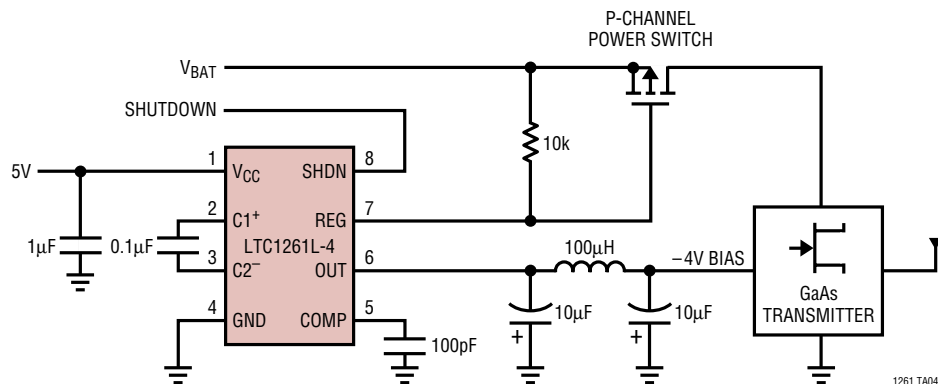 P-CHANNEL
POWER SWITCH
VBAT
SHUTDOWN
10k
5V
1
VCC
SHDN
8
2
C1+
REG
7
1µF
0.1µF
LTC1261L-4
100µH
3
C2–
OUT
6
–4V BIAS
4
GND
COMP
5
10µF
+
10µF
+
100pF
GaAs
TRANSMITTER
1261 TA04